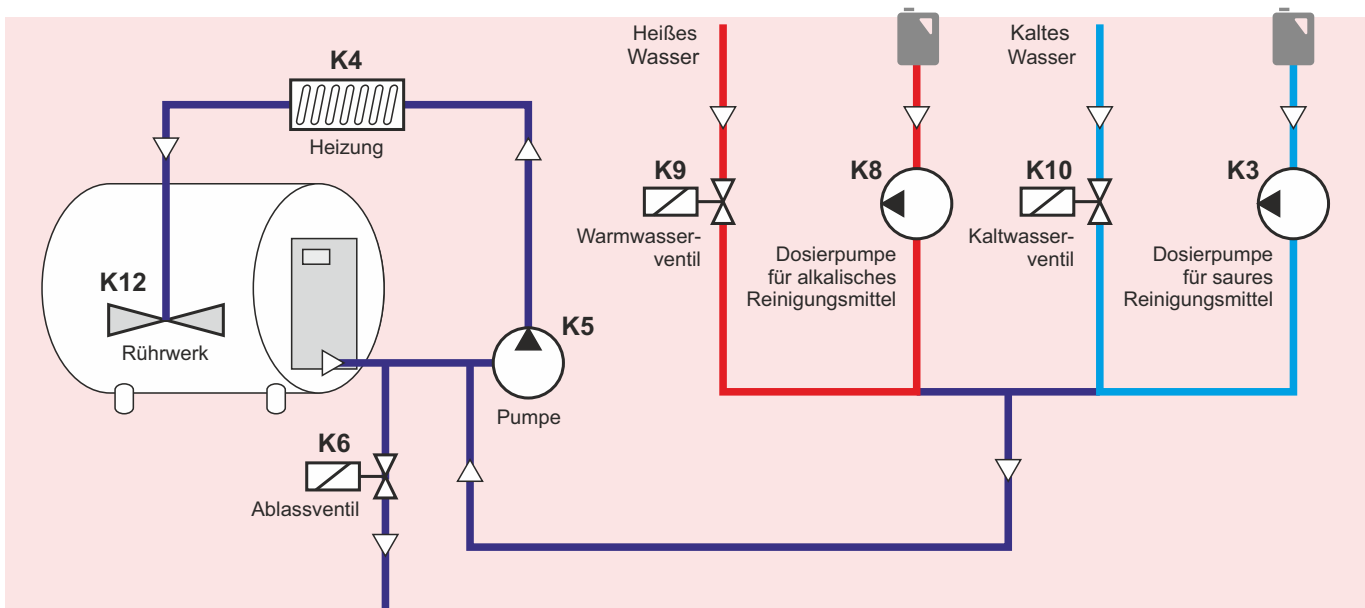 K4
Heizung
K12
Rührwerk
K5
Pumpe
K6
Ablassventil
Heißes
Wasser
K9
Warmwasser-
ventil
K8
Dosierpumpe
für alkalisches
Reinigungsmittel
Kaltes
Wasser
K10
Kaltwasser-
ventil
K3
Dosierpumpe
für saures
Reinigungsmittel